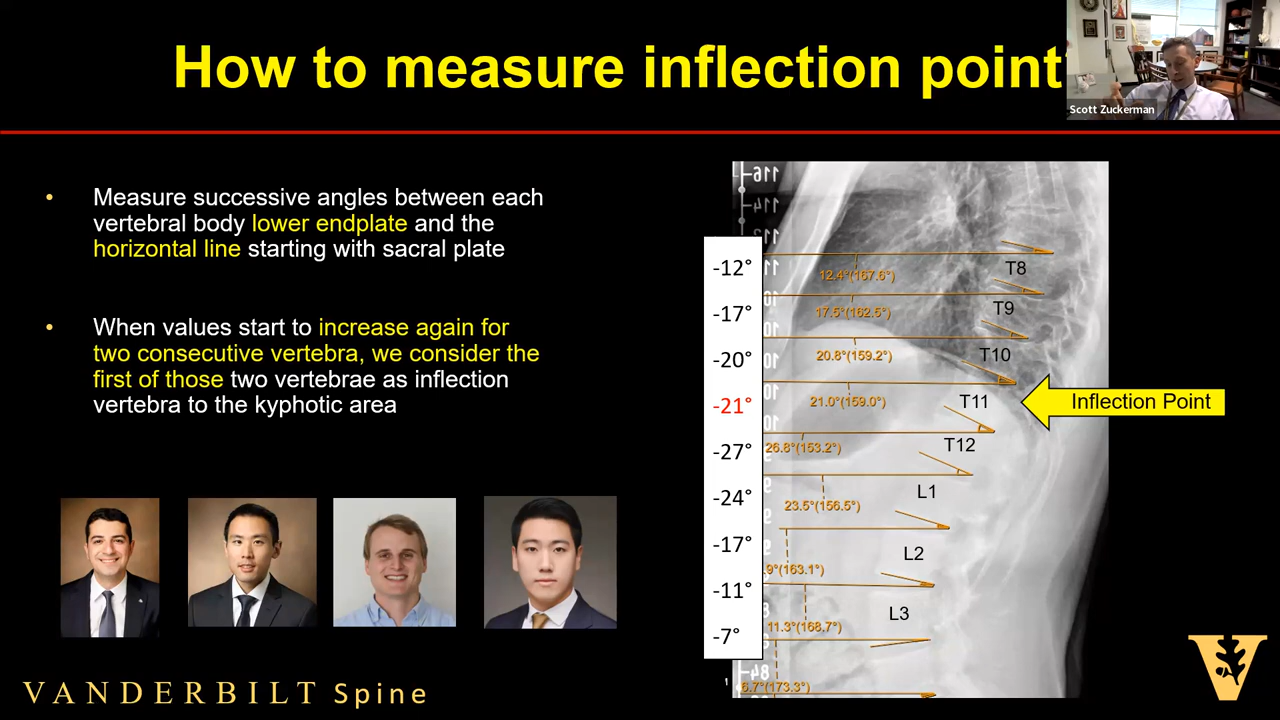 How to measure inflection point
Scott Zuckerman
• Measure successive angles between each
vertebral body lower endplate and the
horizontal line starting with sacral plate
• When values start to increase again for
two consecutive vertebra, we consider the
first of those two vertebrae as inflection
vertebra to the kyphotic area
-12°
-17°
-20°
-21°
-27°
-24°
-17°
-11°
-7°
12.4°(167.6°)
17.5°(162.5°)
20.8°(159.2°)
21.0°(159.0°)
26.8°(153.2°)
23.5°(156.5°)
.9°(163.1°)
11.3°(168.7°)
6.7°(173.3°)
T8
T9
T10
T11
T12
L1
L2
L3
Inflection Point
VANDERBILT Spine
V